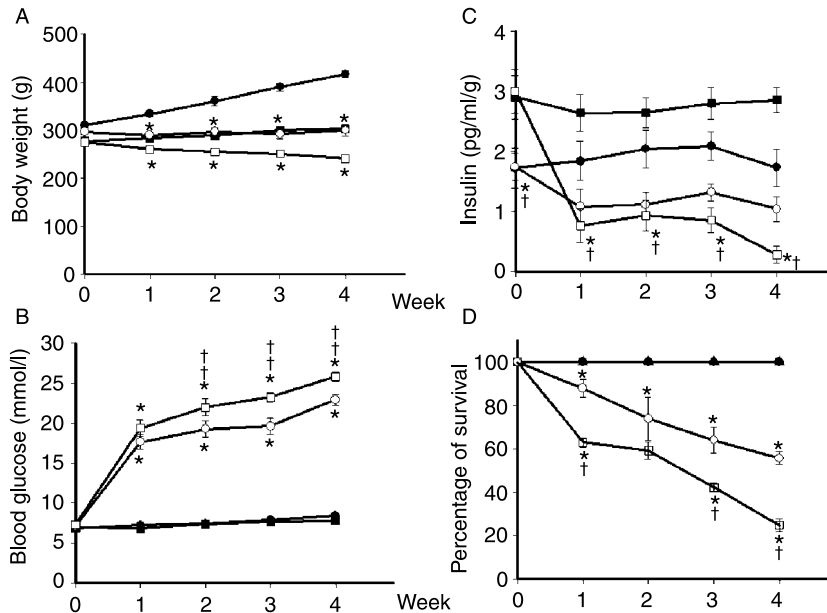 A
Body weight (g)
500
400
300
200
100
0
* * * *
* * * *
0 1 2 3 4 Week
B
Blood glucose (mmol/l)
30
25
20
15
10
5
0
† † †
† † †
* * * *
* * * *
0 1 2 3 4 Week
C
Insulin (pg/ml/g)
4
3
2
1
0
*
†
* * * *†
† † †
0 1 2 3 4
D
Percentage of survival
100
80
60
40
20
0
* * * *
* * *
† † †
0 1 2 3 4